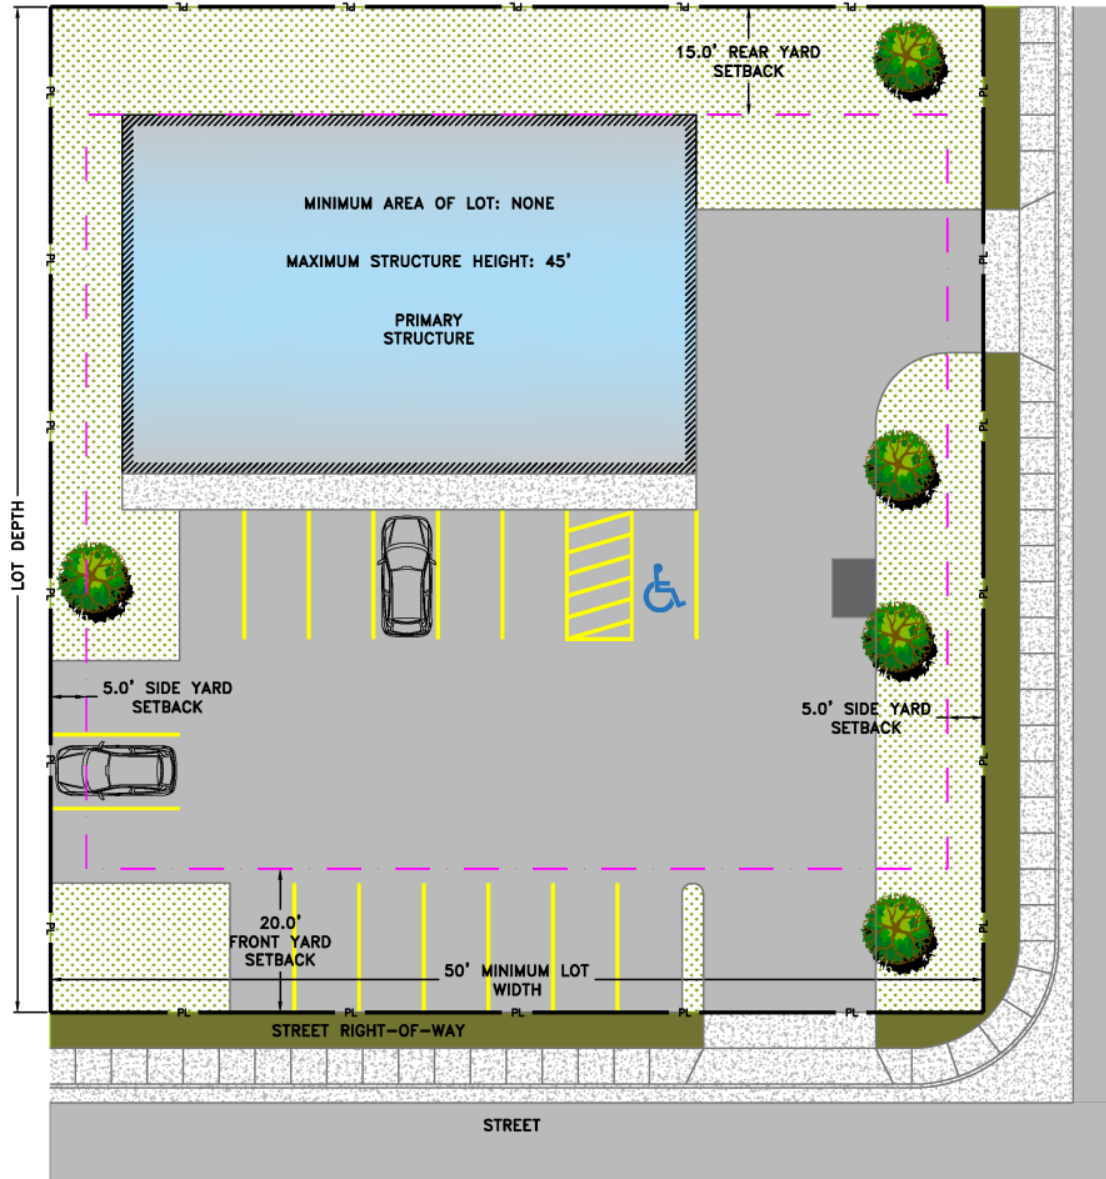 PL PL PL PL PL
15.0' REAR YARD
SETBACK
PL PL
MINIMUM AREA OF LOT: NONE
PL PL
MAXIMUM STRUCTURE HEIGHT: 45'
PRIMARY
STRUCTURE
PL PL
LOT DEPTH
PL PL
5.0' SIDE YARD
SETBACK
5.0' SIDE YARD
SETBACK
PL PL
20.0'
FRONT YARD
SETBACK
PL PL
50' MINIMUM LOT
WIDTH
PL PL PL PL PL
STREET RIGHT-OF-WAY
STREET